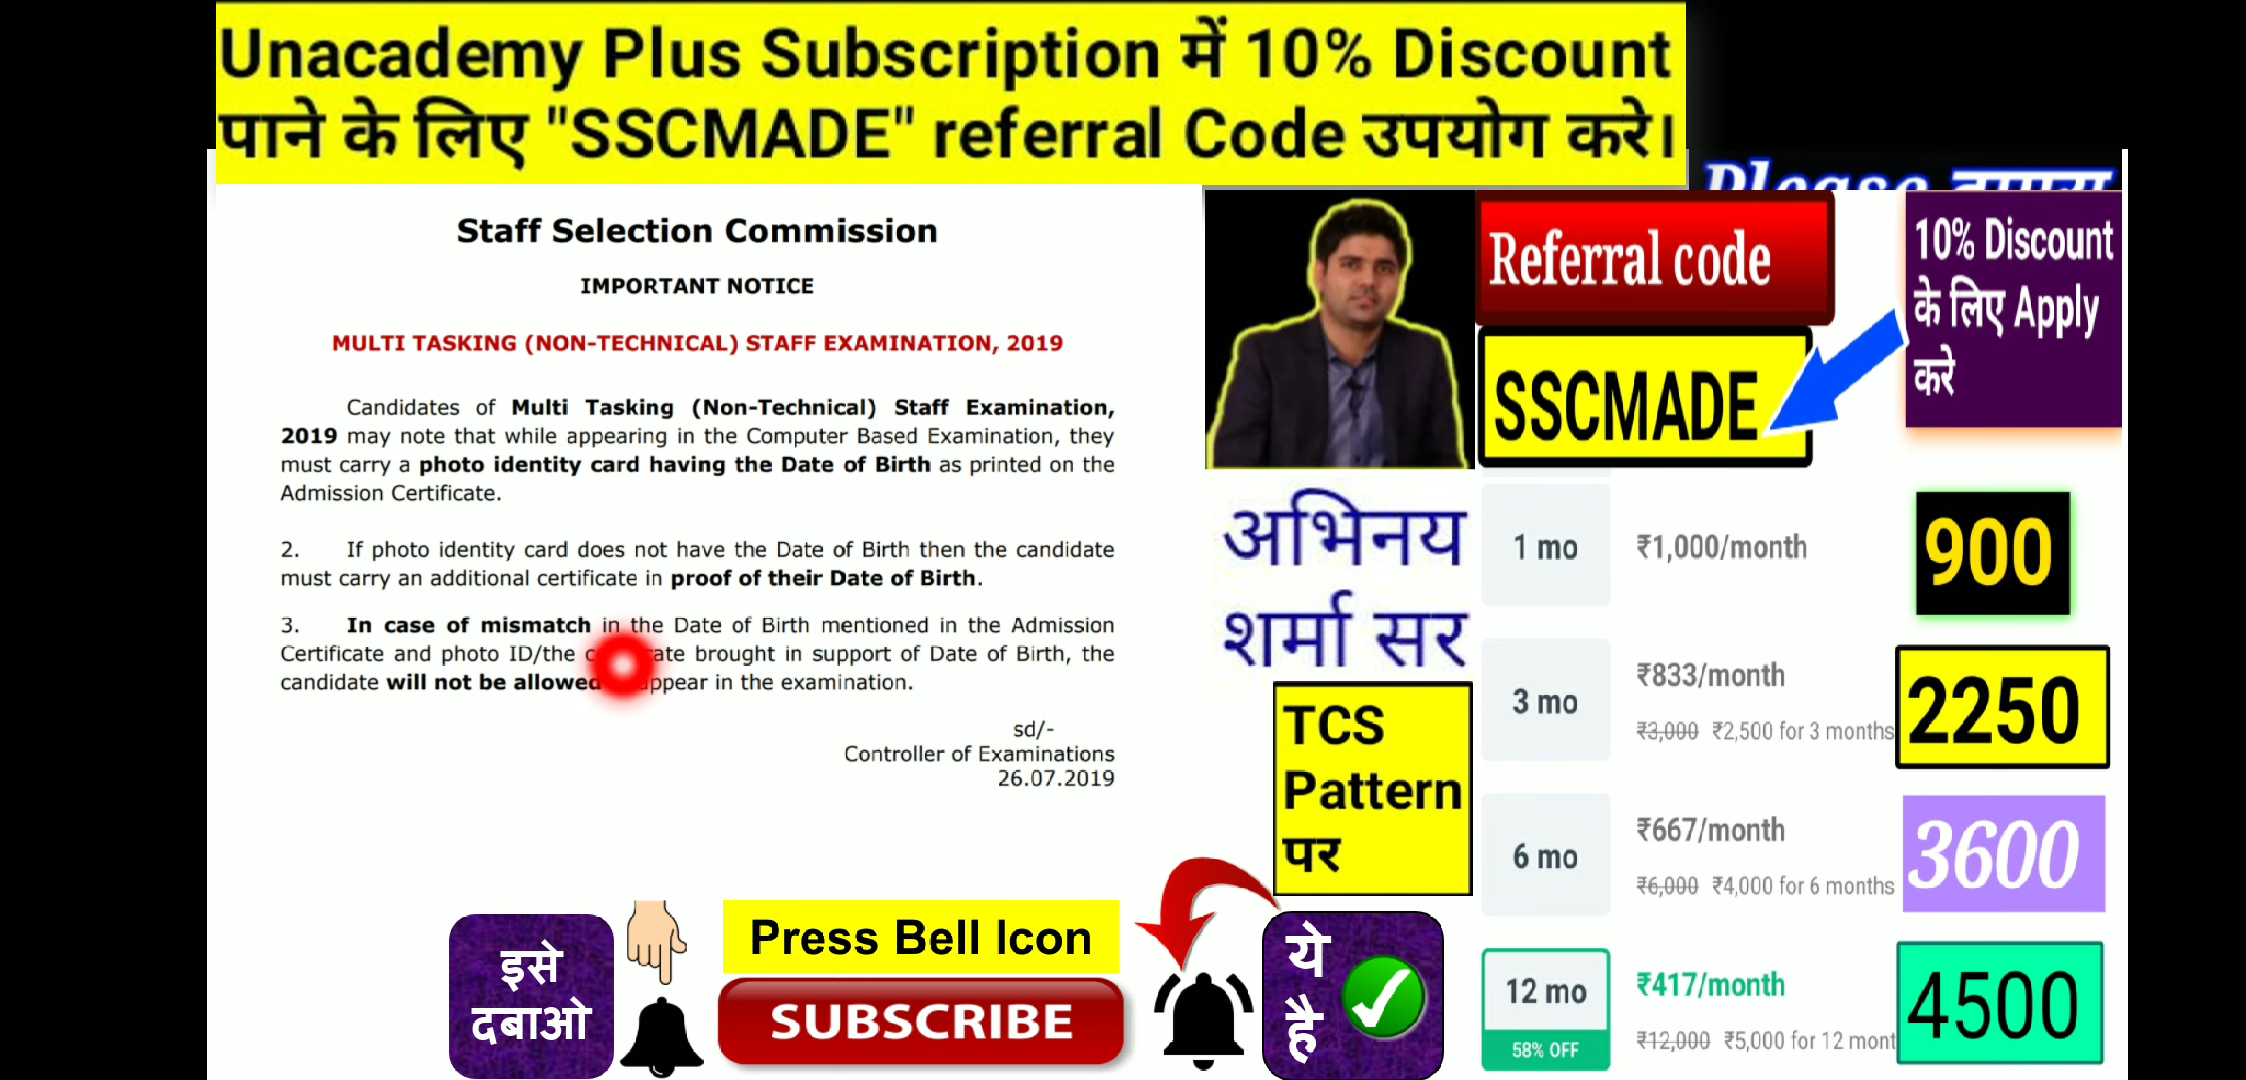 Unacademy Plus Subscription में 10% Discount
पाने के लिए "SSCMADE" referral Code उपयोग करे।
Please
Staff Selection Commission
IMPORTANT NOTICE
MULTI TASKING (NON-TECHNICAL) STAFF EXAMINATION, 2019
Candidates of Multi Tasking (Non-Technical) Staff Examination,
2019 may note that while appearing in the Computer Based Examination, they
must carry a photo identity card having the Date of Birth as printed on the
Admission Certificate.
2. If photo identity card does not have the Date of Birth then the candidate
must carry an additional certificate in proof of their Date of Birth.
3. In case of mismatch in the Date of Birth mentioned in the Admission
Certificate and photo ID/the brought in support of Date of Birth, the
candidate will not be allowed appear in the examination.
sd/-
Controller of Examinations
26.07.2019
Referral code
SSCMADE
10% Discount
के लिए Apply
करे
अभिनय
शर्मा सर
TCS
Pattern
पर
1 mo ₹1,000/month 900
3 mo ₹833/month
₹3,000 ₹2,500 for 3 months 2250
6 mo ₹667/month
₹6,000 ₹4,000 for 6 months 3600
12 mo ₹417/month
58% OFF ₹12,000 ₹5,000 for 12 mont 4500
इसे
दबाओ
Press Bell Icon
SUBSCRIBE
ये
है